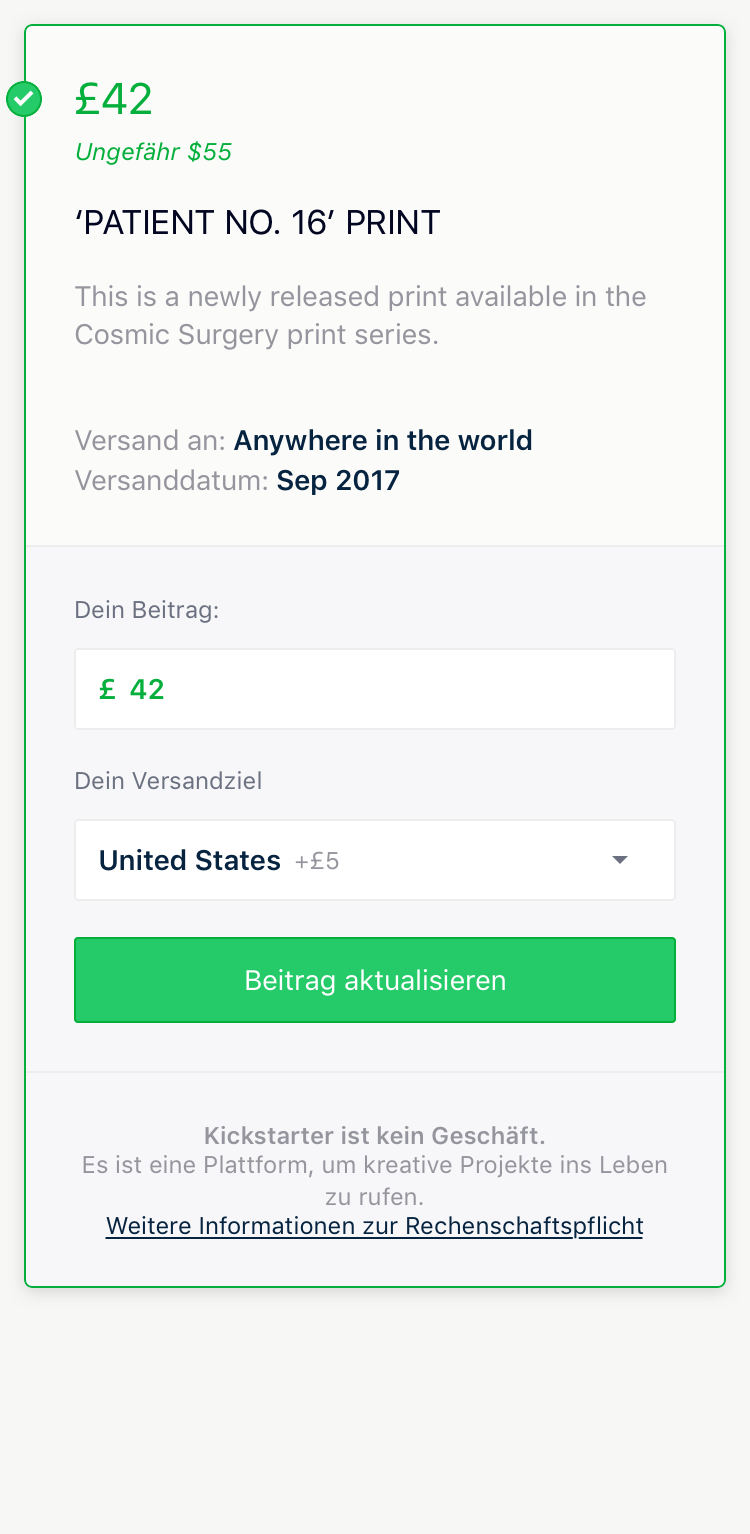 £42
Ungefähr $55
‘PATIENT NO. 16’ PRINT
This is a newly released print available in the
Cosmic Surgery print series.
Versand an: Anywhere in the world
Versanddatum: Sep 2017
Dein Beitrag:
£ 42
Dein Versandziel
United States +£5
Beitrag aktualisieren
Kickstarter ist kein Geschäft.
Es ist eine Plattform, um kreative Projekte ins Leben
zu rufen.
Weitere Informationen zur Rechenschaftspflicht